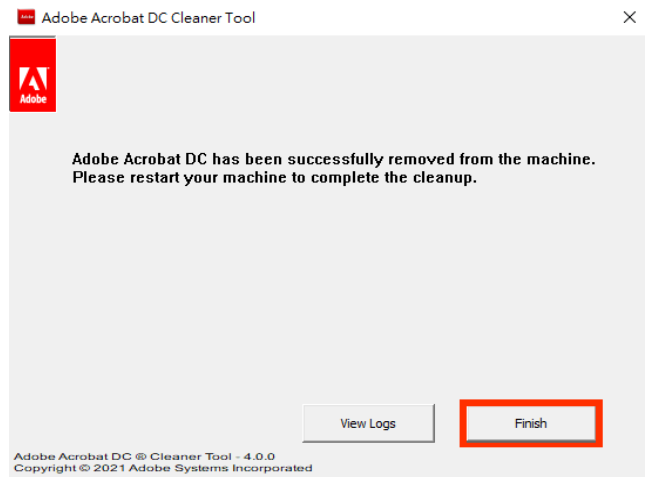 Adobe Acrobat DC Cleaner Tool
Adobe
Adobe Acrobat DC has been successfully removed from the machine.
Please restart your machine to complete the cleanup.
View Logs
Finish
Adobe Acrobat DC ® Cleaner Tool - 4.0.0
Copyright © 2021 Adobe Systems Incorporated